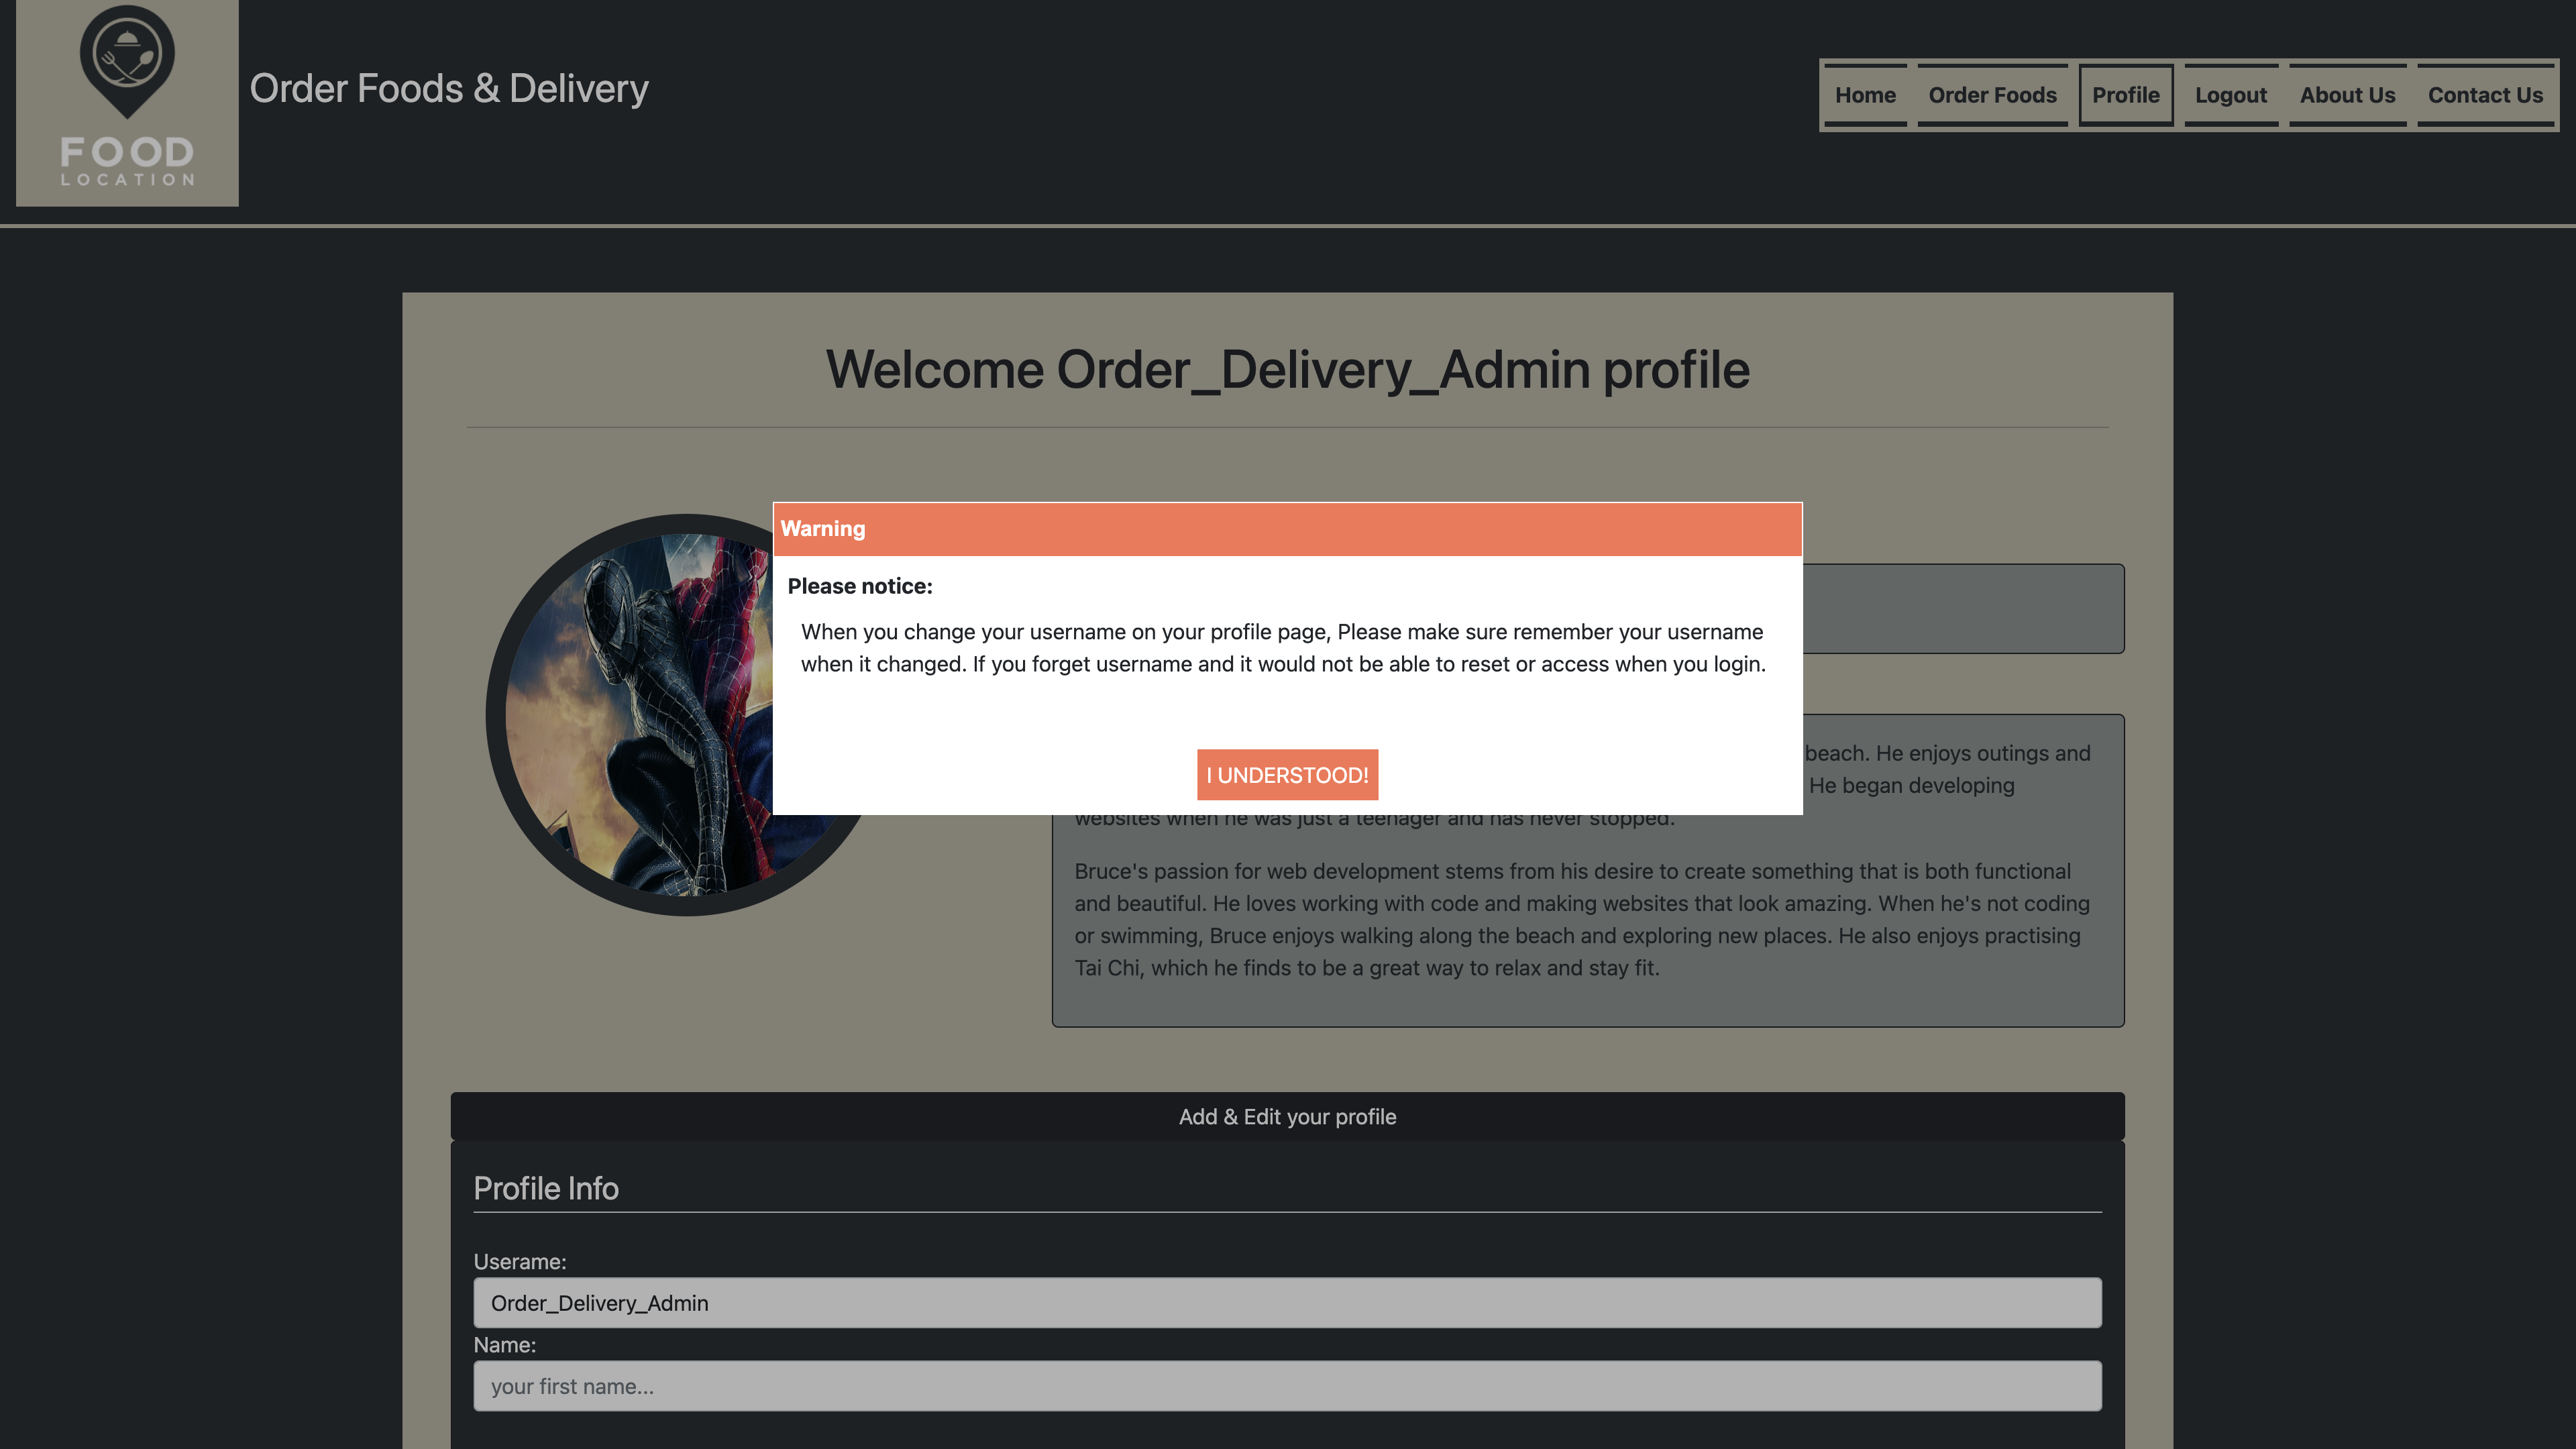 FOOD
LOCATION
Order Foods & Delivery
Home
Order Foods
Profile
Logout
About Us
Contact Us
Welcome Order_Delivery_Admin profile
Warning
Please notice:
When you change your username on your profile page, Please make sure remember your username
when it changed. If you forget username and it would not be able to reset or access when you login.
I UNDERSTOOD!
beach. He enjoys outings and
He began developing
websites when he was just a teenager and has never stopped.
Bruce's passion for web development stems from his desire to create something that is both functional
and beautiful. He loves working with code and making websites that look amazing. When he's not coding
or swimming, Bruce enjoys walking along the beach and exploring new places. He also enjoys practising
Tai Chi, which he finds to be a great way to relax and stay fit.
Add & Edit your profile
Profile Info
Userame:
Order_Delivery_Admin
Name:
your first name...